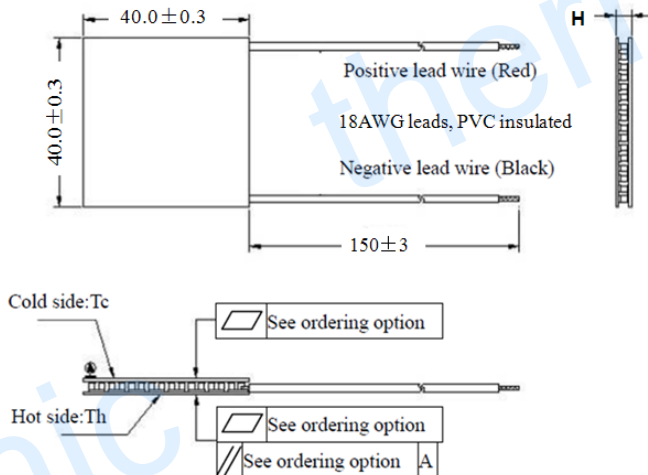 40.0±0.3
H
40.0±0.3
Positive lead wire (Red)
18AWG leads, PVC insulated
Negative lead wire (Black)
150±3
Cold side:Tc
See ordering option
A
Hot side:Th
See ordering option
See ordering option A